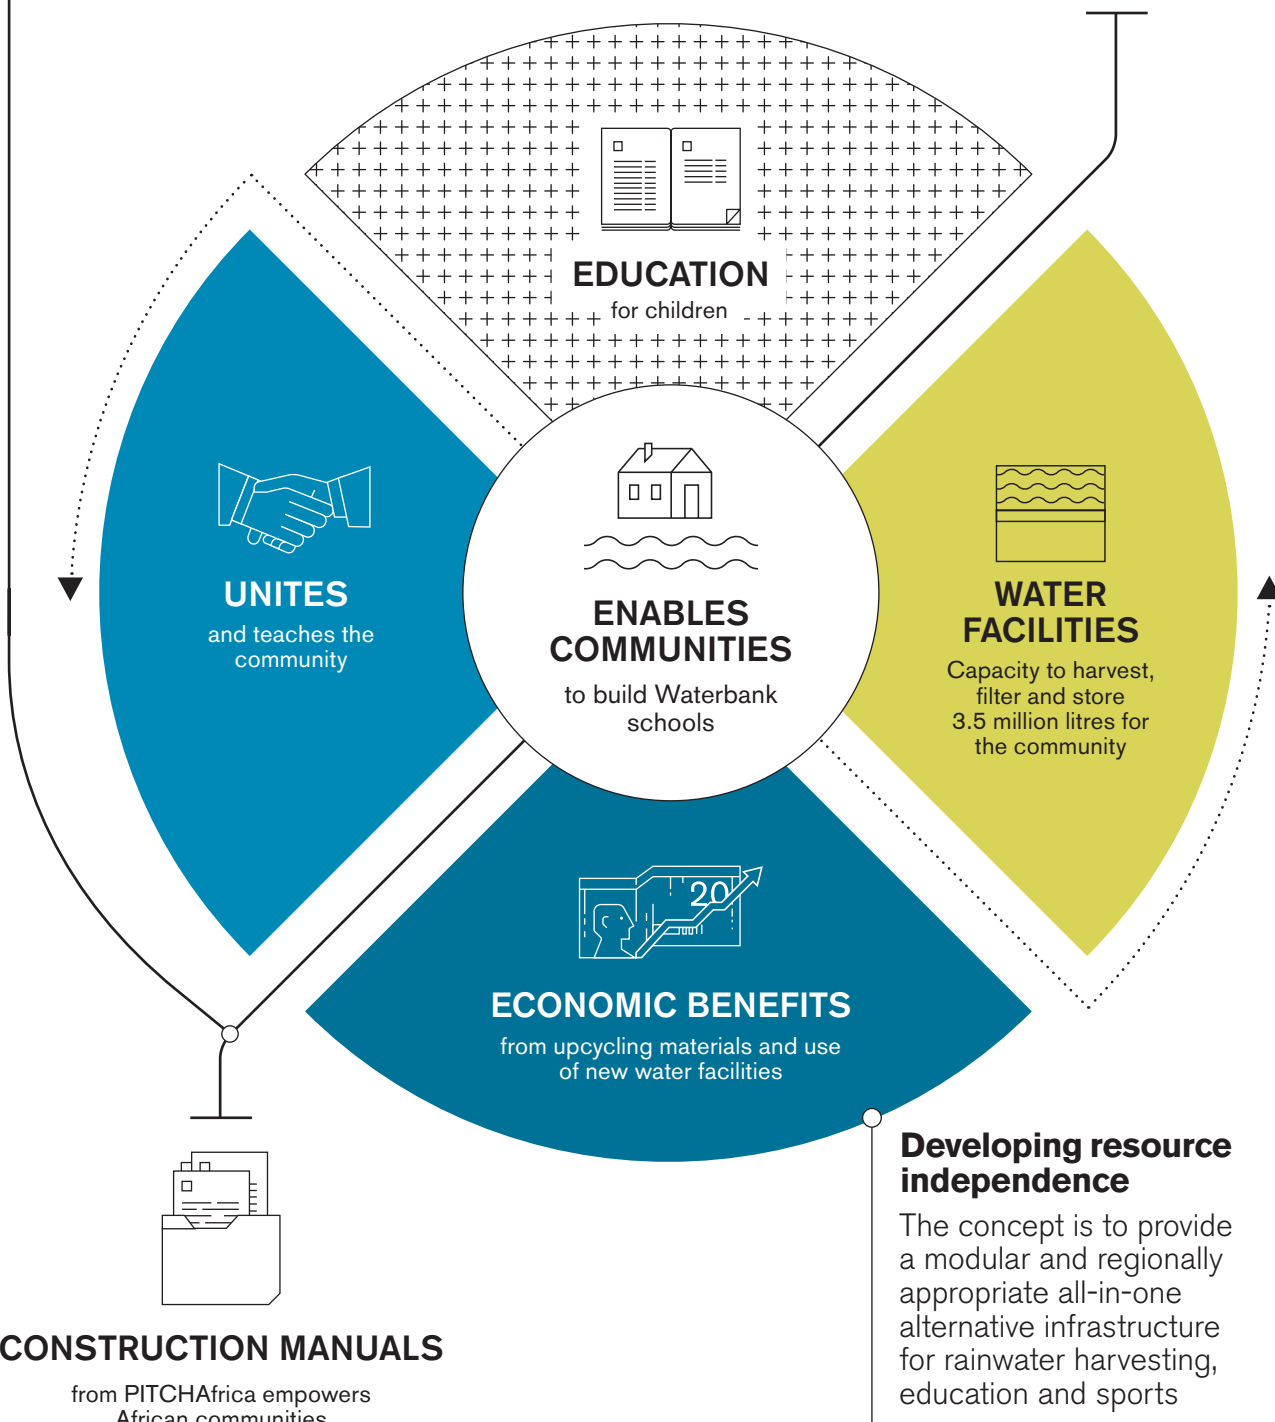 EDUCATION
for children
UNITES
and teaches the
community
ENABLES
COMMUNITIES
to build Waterbank
schools
WATER
FACILITIES
Capacity to harvest,
filter and store
3.5 million litres for
the community
20
ECONOMIC BENEFITS
from upcycling materials and use
of new water facilities
Developing resource
independence
The concept is to provide
a modular and regionally
appropriate all-in-one
alternative infrastructure
for rainwater harvesting,
education and sports
CONSTRUCTION MANUALS
from PITCHAfrica empowers
African communities